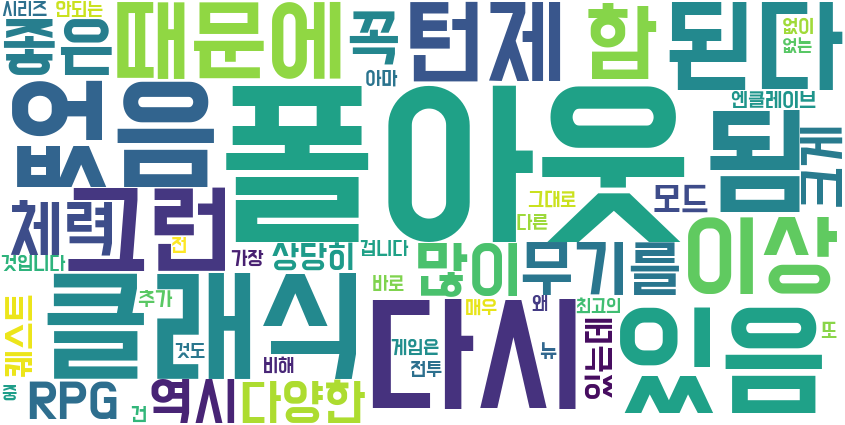 시리즈
안되는
좋은
때문에
꼭
턴제
함
된다
없이
없는
아마
없음
폴아웃
엔클레이브
됨
크게
체력
그런
전
그대로
다른
모드
것입니다
가장
상당히
겁니다
많이
무기를
이상
바로
추가
클래식
다시
매우
왜
최고의
있는데
있음
또
퀘스트
것도
비해
게임은
전투
뉴
중
RPG
건
역시
다양한